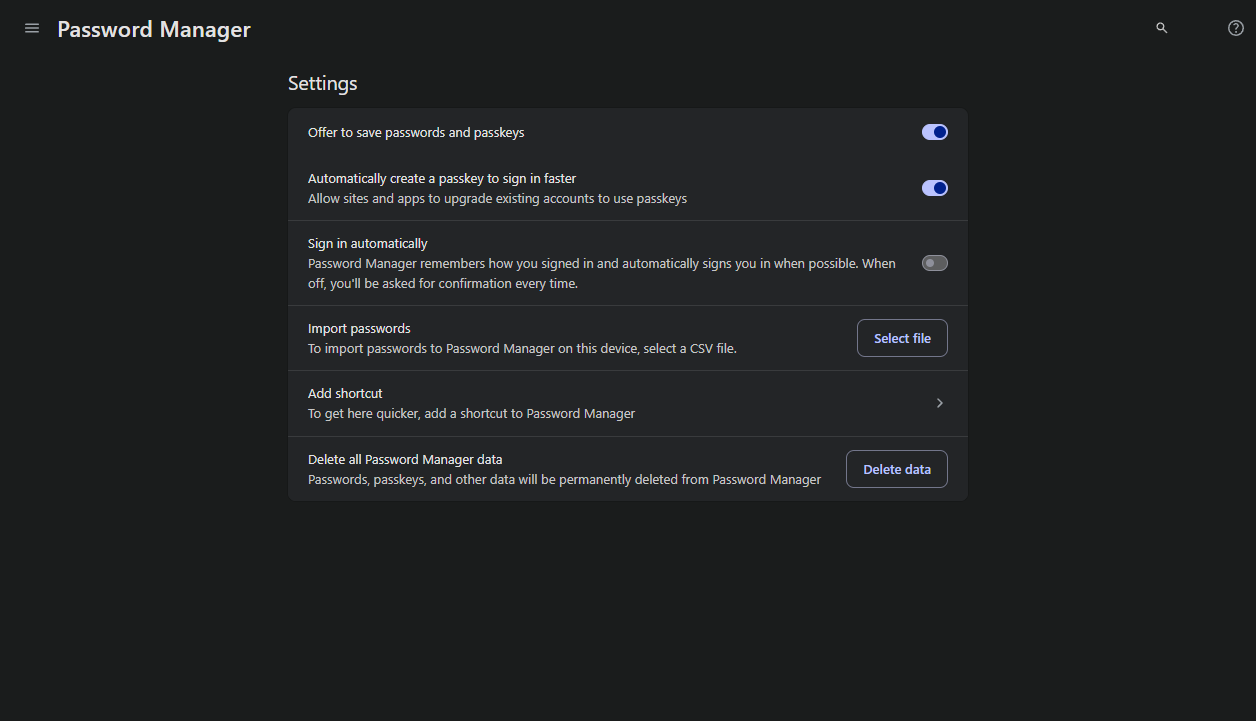 Password Manager
Settings
Offer to save passwords and passkeys
Automatically create a passkey to sign in faster
Allow sites and apps to upgrade existing accounts to use passkeys
Sign in automatically
Password Manager remembers how you signed in and automatically signs you in when possible. When
off, you'll be asked for confirmation every time.
Import passwords
To import passwords to Password Manager on this device, select a CSV file.
Select file
Add shortcut
To get here quicker, add a shortcut to Password Manager
Delete all Password Manager data
Passwords, passkeys, and other data will be permanently deleted from Password Manager
Delete data